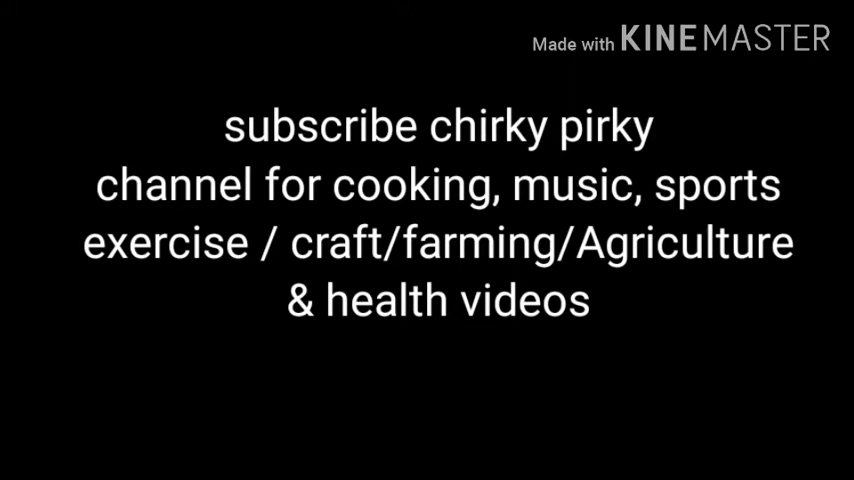 Made with KINEMASTER
subscribe chirky pirky
channel for cooking, music, sports
exercise / craft/farming/Agriculture
& health videos